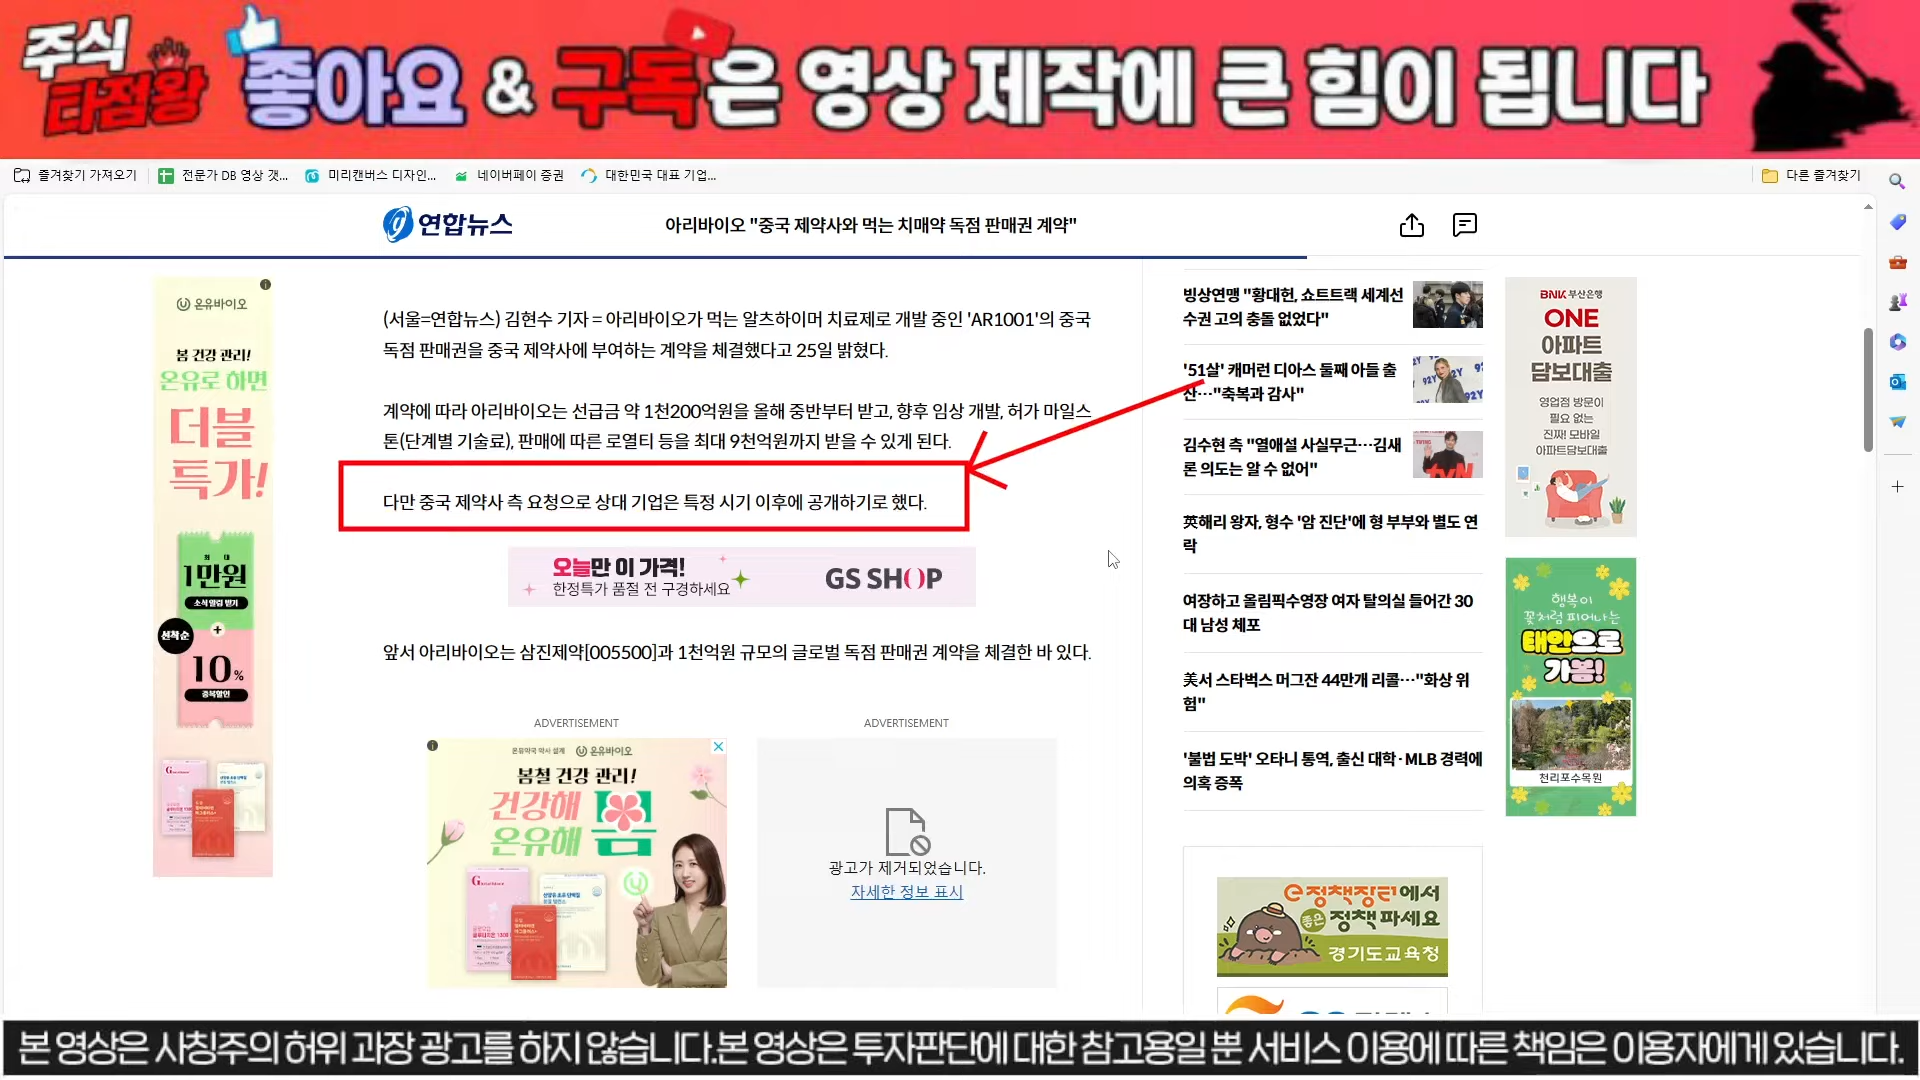 주식
타점왕
좋아요 & 구독은 영상 제작에 큰 힘이 됩니다
즐겨찾기 가져오기
전문가 DB 영상 갯...
미리캔버스 디자인...
네이버페이 증권
대한민국 대표 기업...
다른 즐겨찾기
연합뉴스
아리바이오 "중국 제약사와 먹는 치매약 독점 판매권 계약"
온유바이오
봄 건강 관리!
온유로 하면
더블
특가!
최대
1만원
소식 알림 받기
선착순
+
10%
중복할인
(서울=연합뉴스) 김현수 기자 = 아리바이오가 먹는 알츠하이머 치료제로 개발 중인 'AR1001'의 중국
독점 판매권을 중국 제약사에 부여하는 계약을 체결했다고 25일 밝혔다.
계약에 따라 아리바이오는 선급금 약 1천200억원을 올해 중반부터 받고, 향후 임상 개발, 허가 마일스
톤(단계별 기술료), 판매에 따른 로열티 등을 최대 9천억원까지 받을 수 있게 된다.
다만 중국 제약사 측 요청으로 상대 기업은 특정 시기 이후에 공개하기로 했다.
오늘만 이 가격!
한정특가 품절 전 구경하세요
GS SHOP
앞서 아리바이오는 삼진제약[005500]과 1천억원 규모의 글로벌 독점 판매권 계약을 체결한 바 있다.
ADVERTISEMENT
온유약국 약사 설계
온유바이오
봄철 건강 관리!
건강해
온유해
봄
ADVERTISEMENT
광고가 제거되었습니다.
자세한 정보 표시
빙상연맹 "황대헌, 쇼트트랙 세계선
수권 고의 충돌 없었다"
'51살' 캐머런 디아스 둘째 아들 출
산…"축복과 감사"
92Y
김수현 측 "열애설 사실무근…김새
론 의도는 알 수 없어"
tvN
英해리 왕자, 형수 '암 진단'에 형 부부와 별도 연
락
여장하고 올림픽수영장 여자 탈의실 들어간 30
대 남성 체포
美서 스타벅스 머그잔 44만개 리콜…"화상 위
험"
'불법 도박' 오타니 통역, 출신 대학·MLB 경력에
의혹 증폭
e정책장터에서
좋은 정책 파세요
경기도교육청
BNK 부산은행
ONE
아파트
담보대출
영업점 방문이
필요 없는
진짜! 모바일
아파트담보대출
행복이
꽃처럼 피어나는
태안으로
가봄!
천리포수목원
본 영상은 사칭주의 허위 과장 광고를 하지 않습니다.본 영상은 투자판단에 대한 참고용일 뿐 서비스 이용에 따른 책임은 이용자에게 있습니다.